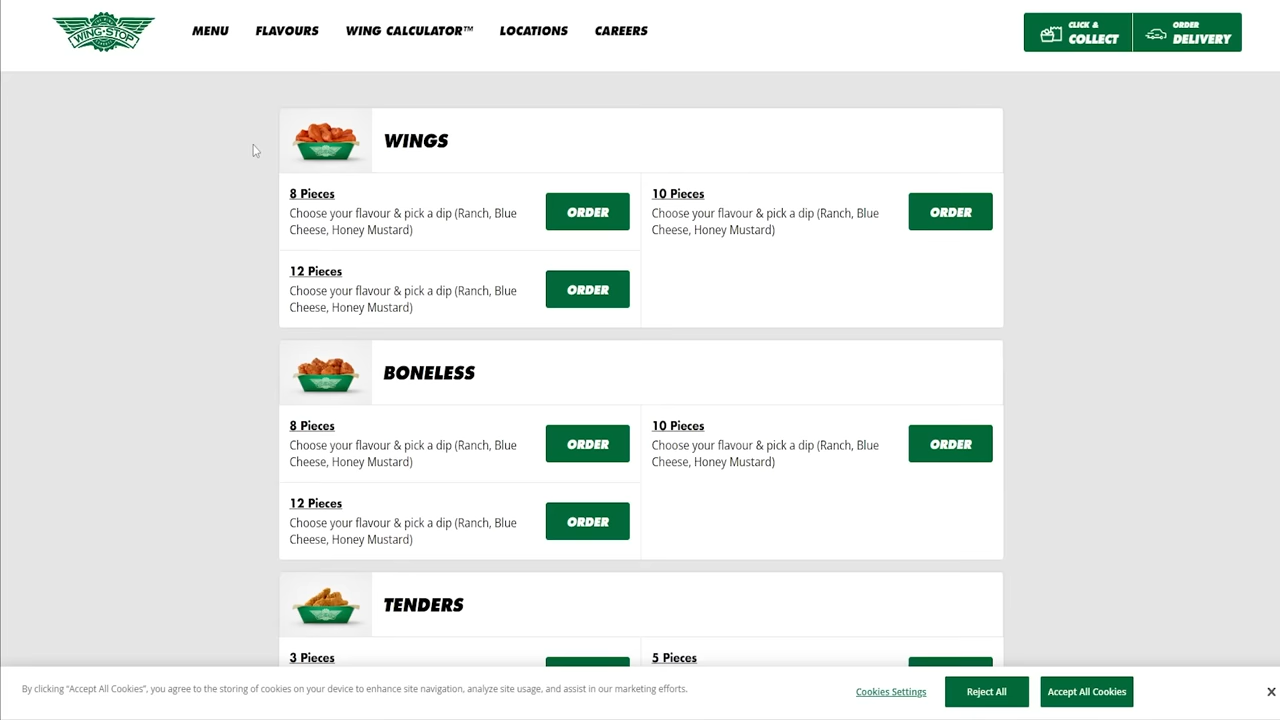 WING·STOP
MENU
FLAVOURS
WING CALCULATOR™
LOCATIONS
CAREERS
CLICK &
COLLECT
ORDER
DELIVERY
WINGS
8 Pieces
Choose your flavour & pick a dip (Ranch, Blue
Cheese, Honey Mustard)
ORDER
10 Pieces
Choose your flavour & pick a dip (Ranch, Blue
Cheese, Honey Mustard)
ORDER
12 Pieces
Choose your flavour & pick a dip (Ranch, Blue
Cheese, Honey Mustard)
ORDER
BONELESS
8 Pieces
Choose your flavour & pick a dip (Ranch, Blue
Cheese, Honey Mustard)
ORDER
10 Pieces
Choose your flavour & pick a dip (Ranch, Blue
Cheese, Honey Mustard)
ORDER
12 Pieces
Choose your flavour & pick a dip (Ranch, Blue
Cheese, Honey Mustard)
ORDER
TENDERS
3 Pieces
5 Pieces
By clicking “Accept All Cookies”, you agree to the storing of cookies on your device to enhance site navigation, analyze site usage, and assist in our marketing efforts.
Cookies Settings
Reject All
Accept All Cookies